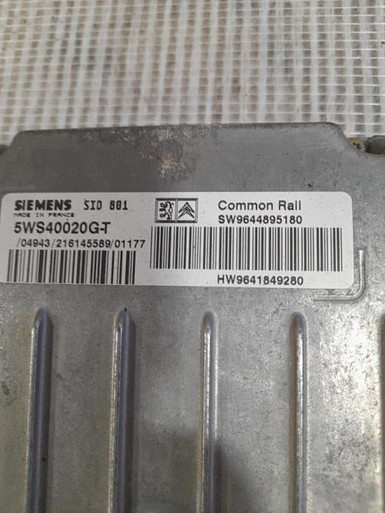 SIEMENS SID 801
MADE IN FRANCE
5WS40020G-T
/04943/216145589/01177
Common Rail
SW9644895180
HW9641849280